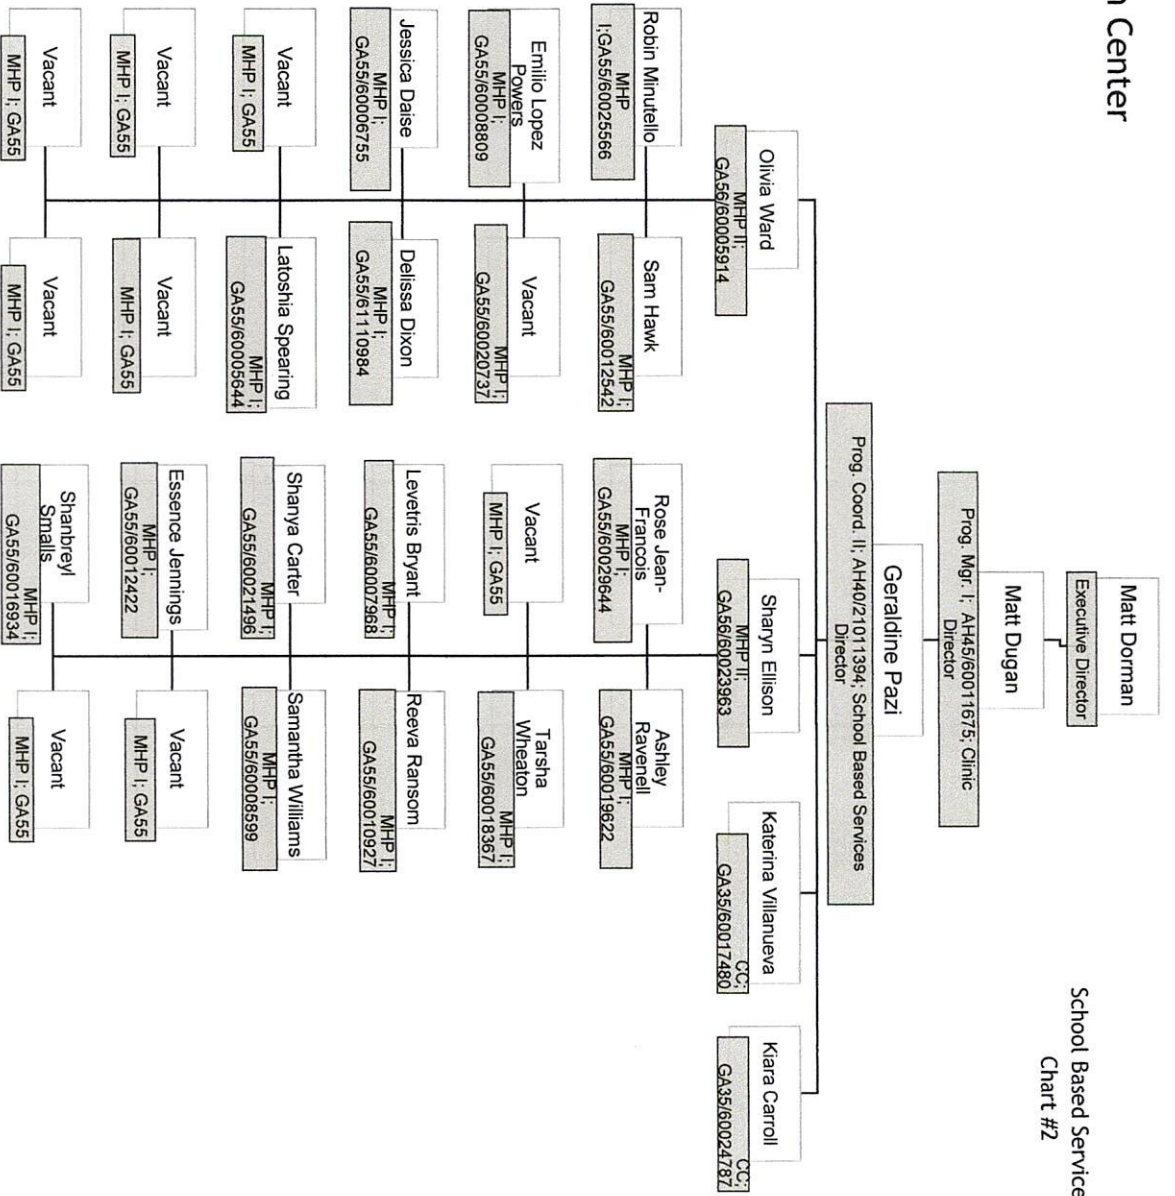 Center
School Based Service
Chart #2
Matt Dorman
Executive Director
Matt Dugan
Prog. Mgr. I; AH45/60011675; Clinic
Director
Geraldine Pazi
Prog. Coord. II; AH40/21011394; School Based Services
Director
Olivia Ward
MHP II;
GA56/60005914
Sharyn Ellison
MHP II;
GA56/60023963
Katerina Villanueva
CC;
GA35/60017480
Kiara Carroll
CC;
GA35/60024787
Robin Minutello
MHP
I;GA55/60025566
Sam Hawk
MHP I;
GA55/60012542
Rose Jean-
Francois
MHP I;
GA55/60029644
Ashley
Ravenell
MHP I;
GA55/60019622
Emilio Lopez
Powers
MHP I;
GA55/60008809
Vacant
MHP I;
GA55/60020737
Vacant
MHP I; GA55
Tarsha
Wheaton
MHP I;
GA55/60018367
Jessica Daise
MHP I;
GA55/60006755
Delissa Dixon
MHP I;
GA55/61110984
Levetris Bryant
MHP I;
GA55/60007968
Reeva Ransom
MHP I;
GA55/60010927
Vacant
MHP I; GA55
Latoshia Spearing
MHP I;
GA55/60005644
Shanya Carter
MHP I;
GA55/60021496
Samantha Williams
MHP I;
GA55/60008599
Vacant
MHP I; GA55
Vacant
MHP I; GA55
Essence Jennings
MHP I;
GA55/60012422
Vacant
MHP I; GA55
Vacant
MHP I; GA55
Vacant
MHP I; GA55
Shanbreyl
Smalls
MHP I;
GA55/60016934
Vacant
MHP I; GA55